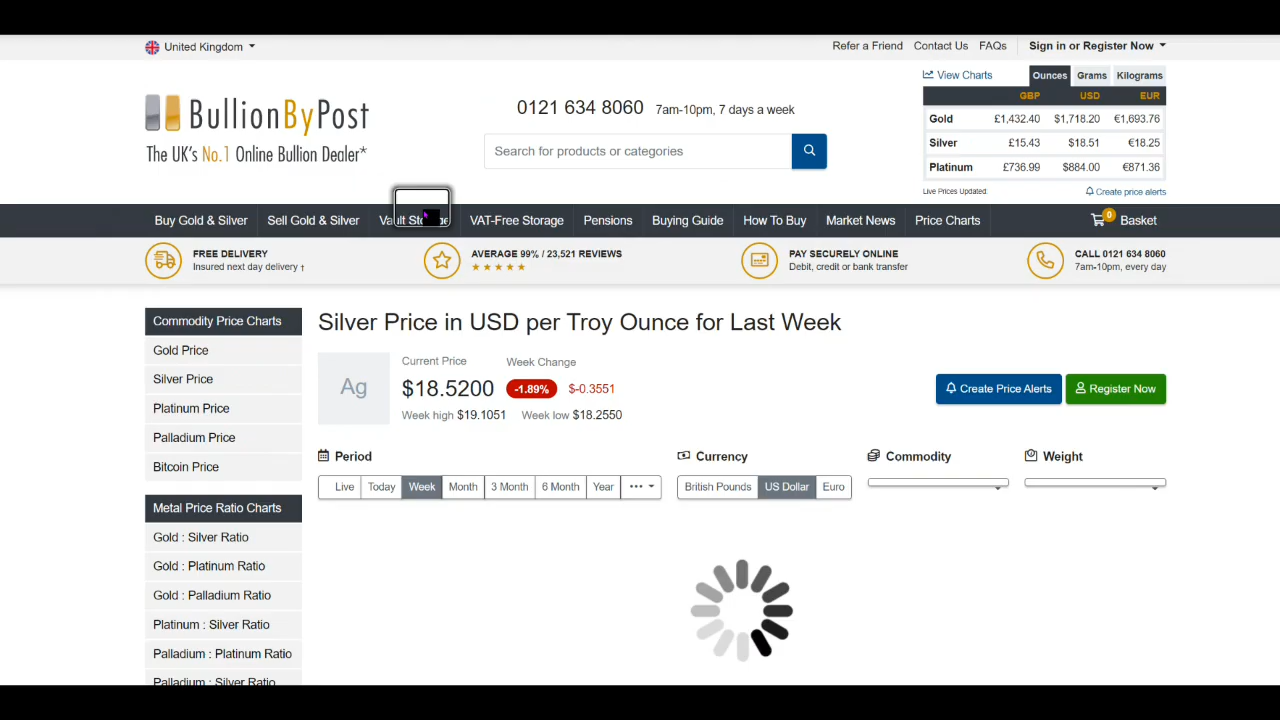 United Kingdom
Refer a Friend Contact Us FAQs Sign in or Register Now
View Charts Ounces Grams Kilograms
GBP USD EUR
Gold £1,432.40 $1,718.20 €1,693.76
Silver £15.43 $18.51 €18.25
Platinum £736.99 $884.00 €871.36
Live Prices Updated: Create price alerts
BullionByPost
The UK's No.1 Online Bullion Dealer*
0121 634 8060 7am-10pm, 7 days a week
Search for products or categories
Buy Gold & Silver Sell Gold & Silver Vault VAT-Free Storage Pensions Buying Guide How To Buy Market News Price Charts 0 Basket
FREE DELIVERY
Insured next day delivery ↑
AVERAGE 99% / 23,521 REVIEWS
PAY SECURELY ONLINE
Debit, credit or bank transfer
CALL 0121 634 8060
7am-10pm, every day
Commodity Price Charts
Gold Price
Silver Price
Platinum Price
Palladium Price
Bitcoin Price
Metal Price Ratio Charts
Gold : Silver Ratio
Gold : Platinum Ratio
Gold : Palladium Ratio
Platinum : Silver Ratio
Palladium : Platinum Ratio
Palladium : Silver Ratio
Silver Price in USD per Troy Ounce for Last Week
Ag
Current Price Week Change
$18.5200 -1.89% $-0.3551
Week high $19.1051 Week low $18.2550
Create Price Alerts Register Now
Period Currency Commodity Weight
Live Today Week Month 3 Month 6 Month Year •••
British Pounds US Dollar Euro